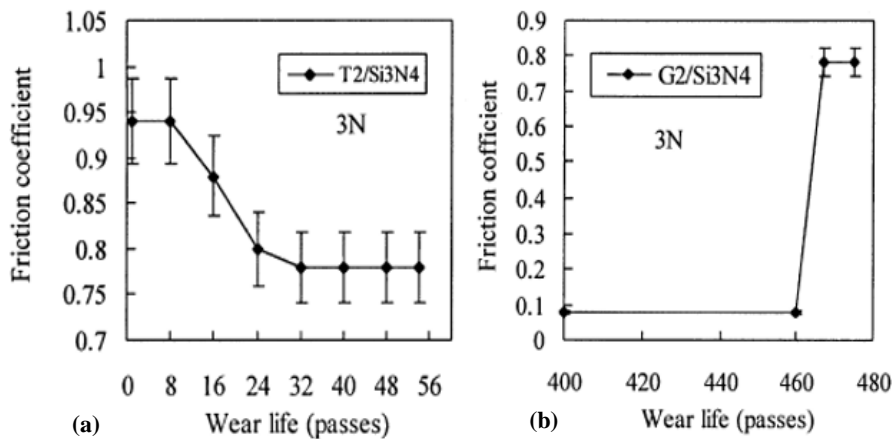 1.05
1
0.95
0.9
0.85
0.8
0.75
0.7
Friction coefficient
T2/Si3N4
3N
0 8 16 24 32 40 48 56
(a) Wear life (passes)
0.9
0.8
0.7
0.6
0.5
0.4
0.3
0.2
0.1
0
Friction cofficient
G2/Si3N4
3N
400 420 440 460 480
(b) Wear life (passes)